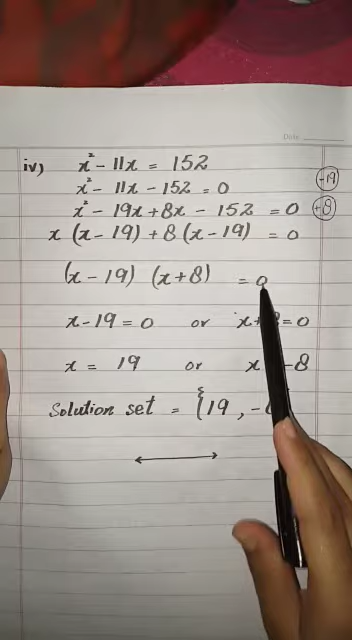 Date
iv) x² - 11x = 152
x² - 11x - 152 = 0 -19
x² - 19x + 8x - 152 = 0 +8
x (x - 19) + 8 (x - 19) = 0
(x - 19) (x + 8) = 0
x - 19 = 0 or x + = 0
x = 19 or x -8
Solution set = {19 , -